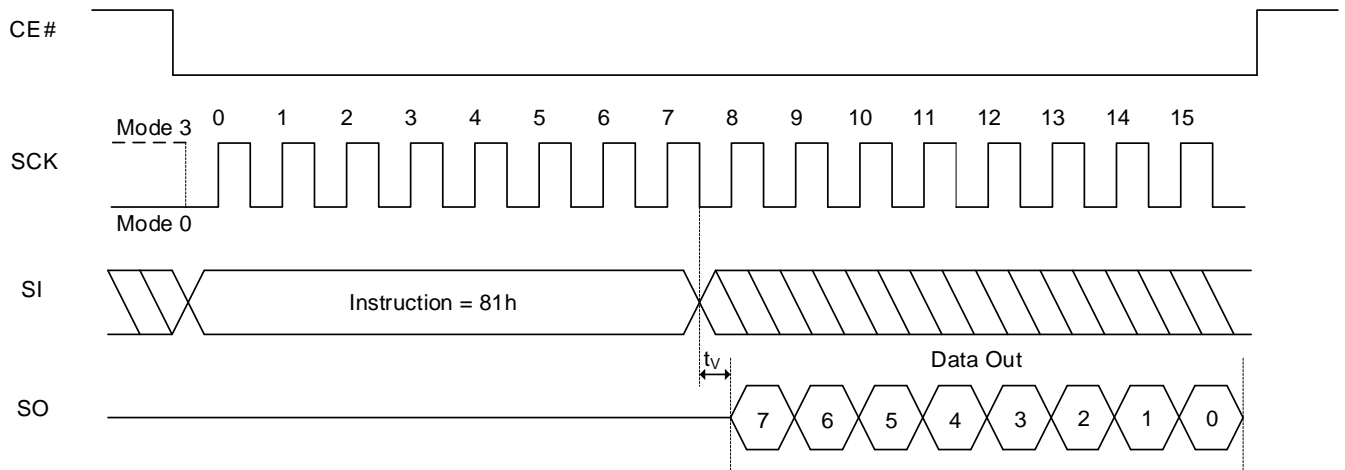 CE#
Mode 3
0 1 2 3 4 5 6 7 8 9 10 11 12 13 14 15
SCK
Mode 0
SI
Instruction = 81h
tV
Data Out
SO
7 6 5 4 3 2 1 0